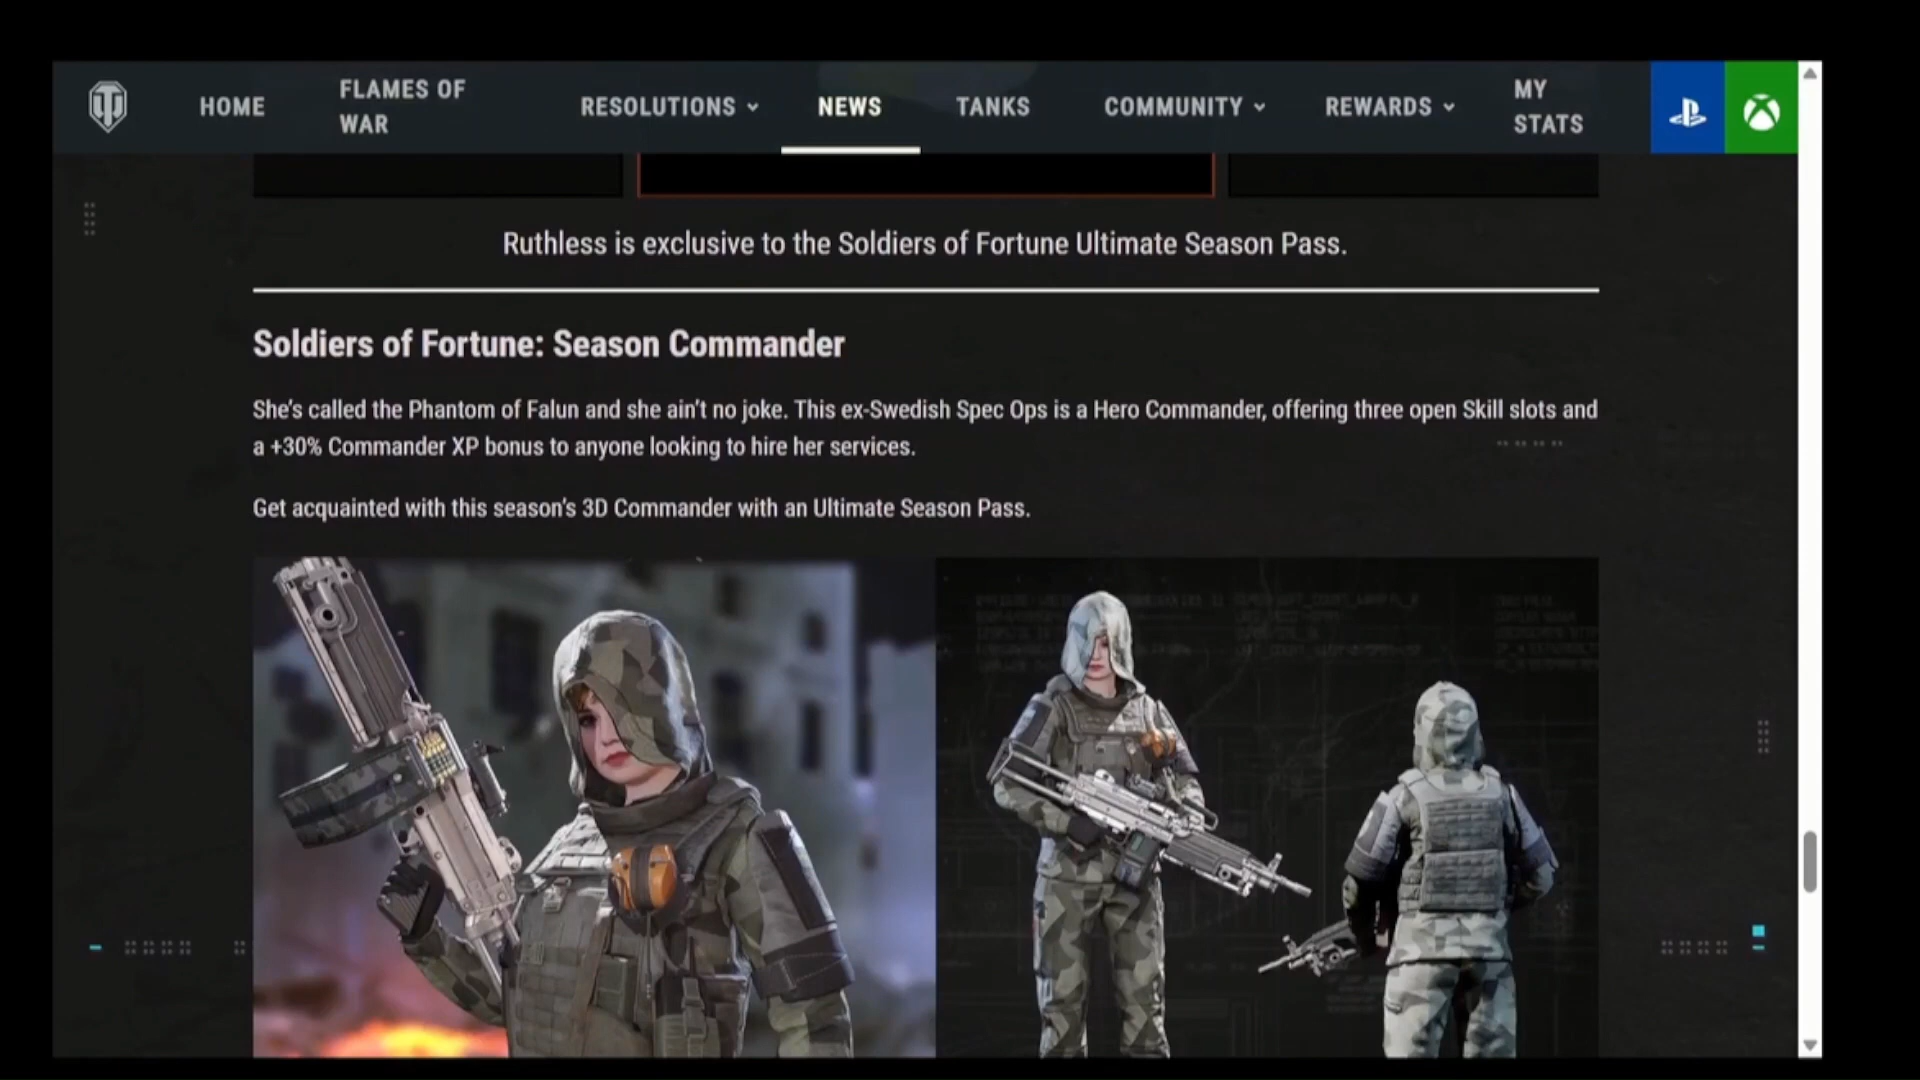 HOME
FLAMES OF
WAR
RESOLUTIONS
NEWS
TANKS
COMMUNITY
REWARDS
MY
STATS
Ruthless is exclusive to the Soldiers of Fortune Ultimate Season Pass.
Soldiers of Fortune: Season Commander
She's called the Phantom of Falun and she ain't no joke. This ex-Swedish Spec Ops is a Hero Commander, offering three open Skill slots and
a +30% Commander XP bonus to anyone looking to hire her services.
Get acquainted with this season's 3D Commander with an Ultimate Season Pass.